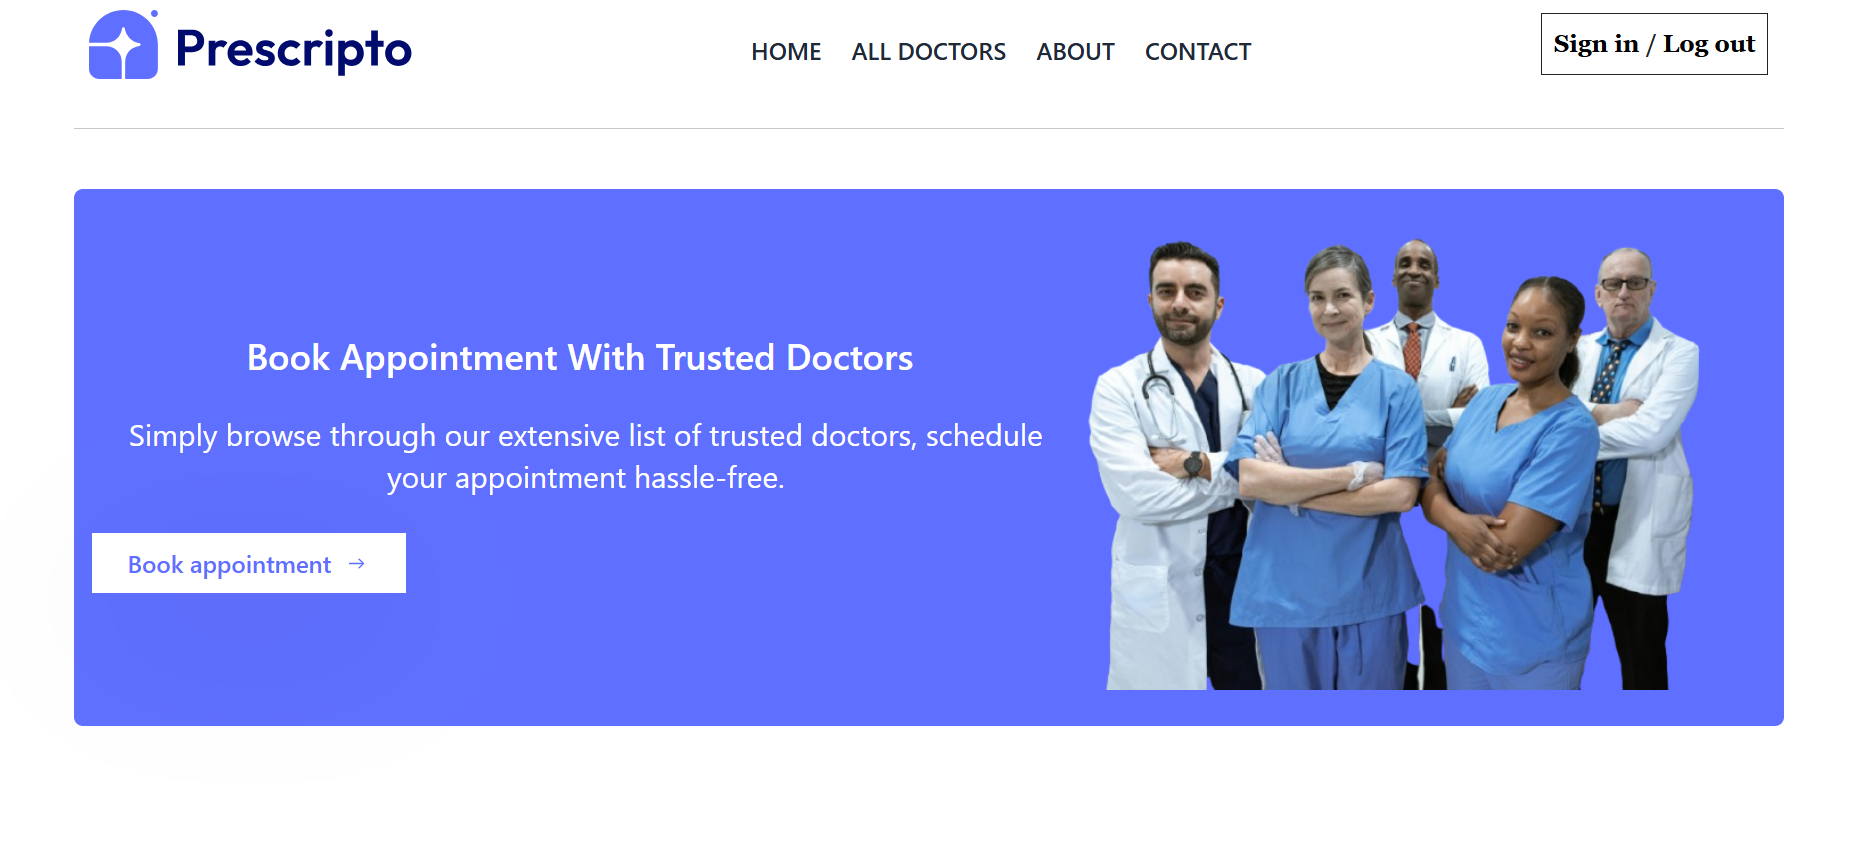 Prescripto
HOME ALL DOCTORS ABOUT CONTACT
Sign in / Log out
Book Appointment With Trusted Doctors
Simply browse through our extensive list of trusted doctors, schedule
your appointment hassle-free.
Book appointment →